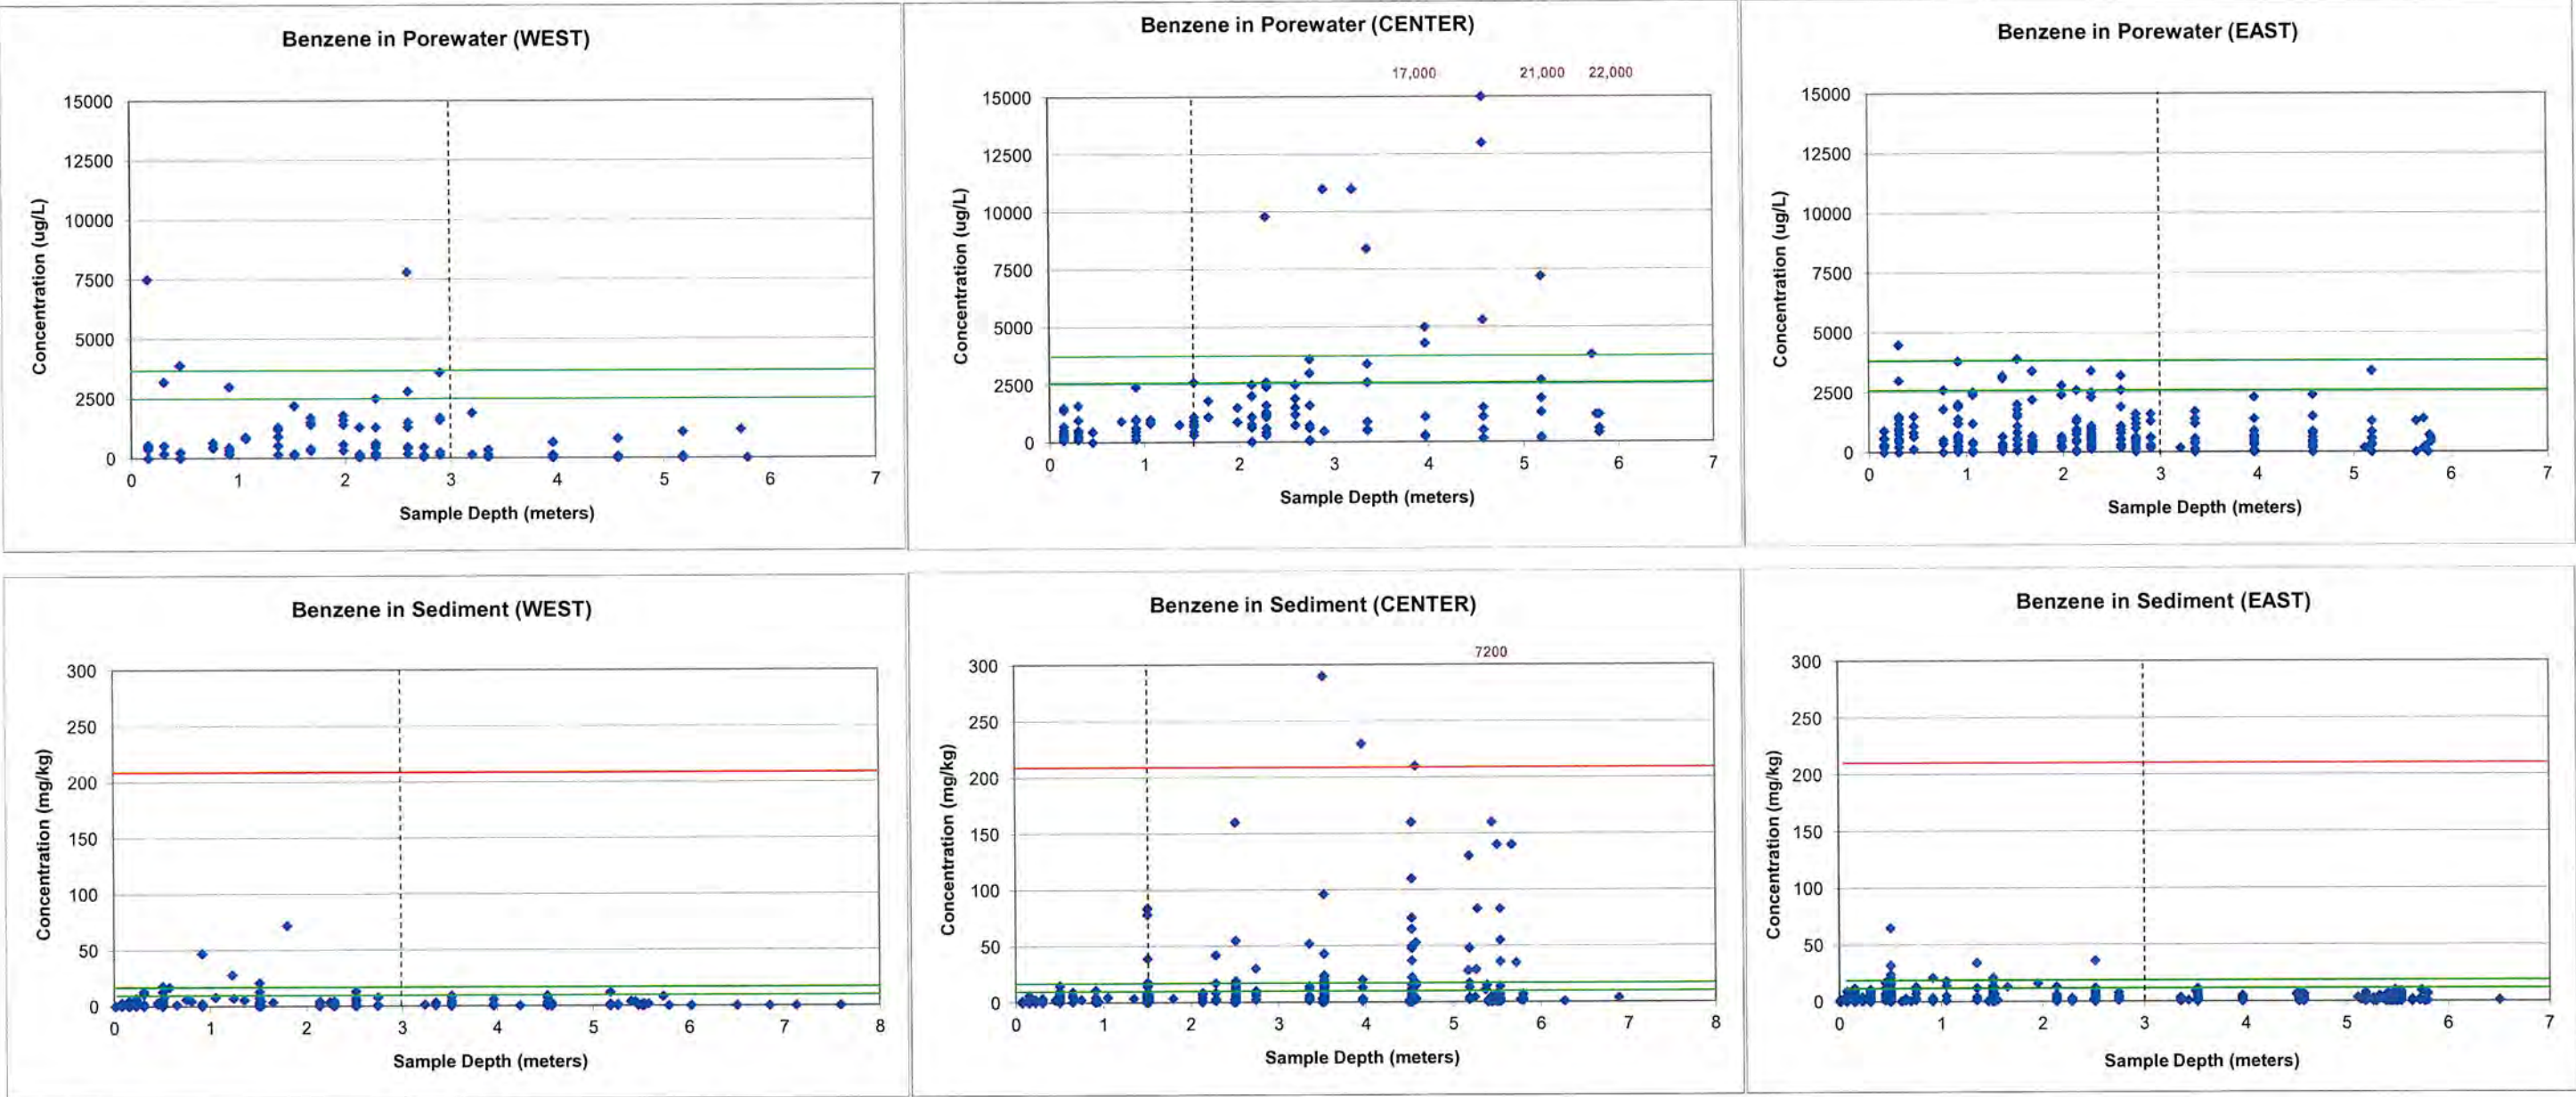 Benzene in Porewater (WEST)
15000
12500
10000
7500
5000
2500
0
Concentration (ug/L)
0 1 2 3 4 5 6 7
Sample Depth (meters)
Benzene in Porewater (CENTER)
17,000 21,000 22,000
15000
12500
10000
7500
5000
2500
0
Concentration (ug/L)
0 1 2 3 4 5 6 7
Sample Depth (meters)
Benzene in Porewater (EAST)
15000
12500
10000
7500
5000
2500
0
Concentration (ug/L)
0 1 2 3 4 5 6 7
Sample Depth (meters)
Benzene in Sediment (WEST)
300
250
200
150
100
50
0
Concentration (mg/kg)
0 1 2 3 4 5 6 7 8
Sample Depth (meters)
Benzene in Sediment (CENTER)
7200
300
250
200
150
100
50
0
Concentration (mg/kg)
0 1 2 3 4 5 6 7 8
Sample Depth (meters)
Benzene in Sediment (EAST)
300
250
200
150
100
50
0
Concentration (mg/kg)
0 1 2 3 4 5 6 7
Sample Depth (meters)